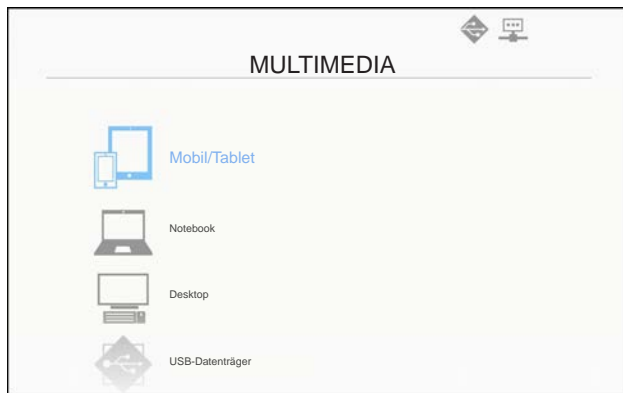 MULTIMEDIA
Mobil/Tablet
Notebook
Desktop
USB-Datenträger